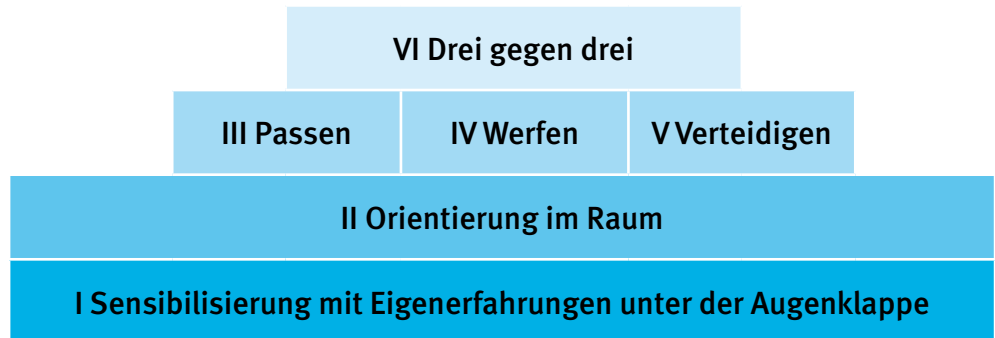 VI Drei gegen drei
III Passen
IV Werfen
V Verteidigen
II Orientierung im Raum
I Sensibilisierung mit Eigenerfahrungen unter der Augenklappe